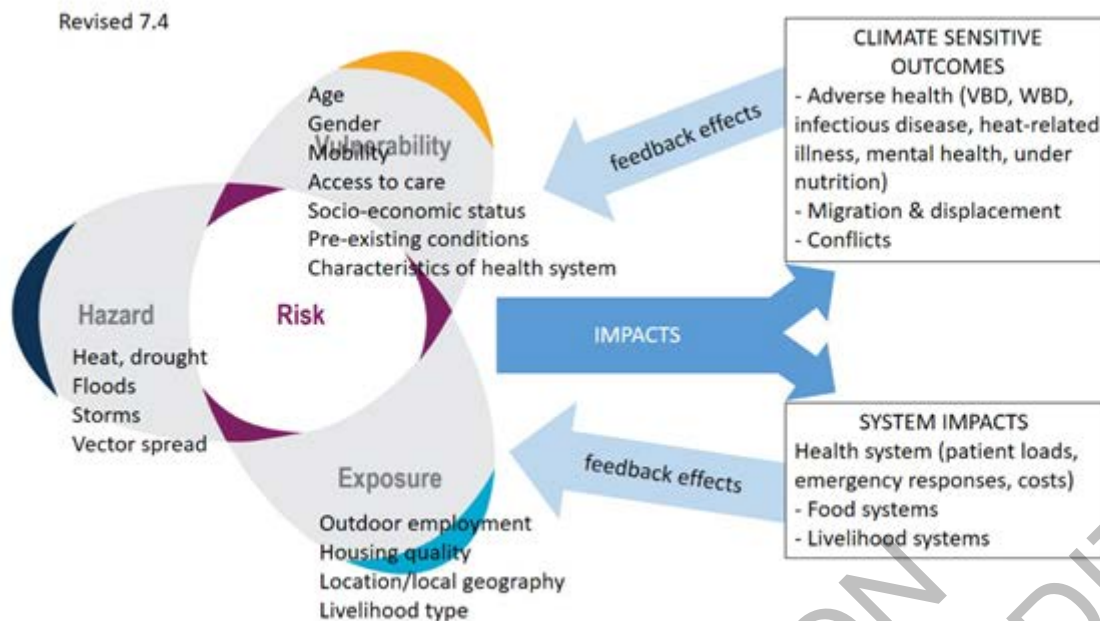 Revised 7.4
Age
Gender
Vulnerability
Mobility
Access to care
Socio-economic status
Pre-existing conditions
Characteristics of health system
Hazard
Heat, drought
Floods
Storms
Vector spread
Risk
Exposure
Outdoor employment
Housing quality
Location/local geography
Livelihood type
IMPACTS
feedback effects
feedback effects
CLIMATE SENSITIVE
OUTCOMES
- Adverse health (VBD, WBD,
infectious disease, heat-related
illness, mental health, under
nutrition)
- Migration & displacement
- Conflicts
SYSTEM IMPACTS
Health system (patient loads,
emergency responses, costs)
- Food systems
- Livelihood systems